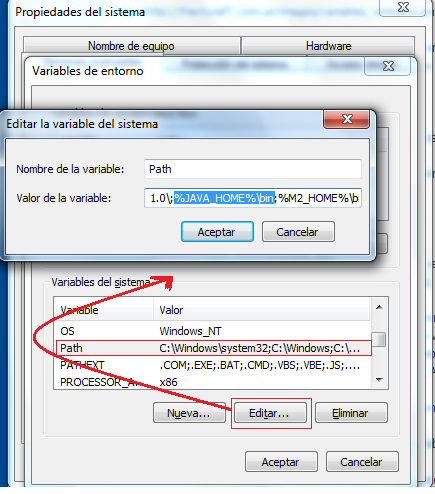 Propiedades del sistema
Nombre de equipo
Hardware
Variables de entorno
Editar la variable del sistema
Nombre de la variable:
Path
Valor de la variable:
1.0\;%JAVA_HOME%\bin;%M2_HOME%\b
Aceptar
Cancelar
Variables del sistema
Variable
Valor
OS
Windows_NT
Path
C:\Windows\system32;C:\Windows;C:\...
PATHEXT
.COM;.EXE;.BAT;.CMD;.VBS;.VBE;.JS;....
PROCESSOR_A...
x86
Nueva...
Editar...
Eliminar
Aceptar
Cancelar